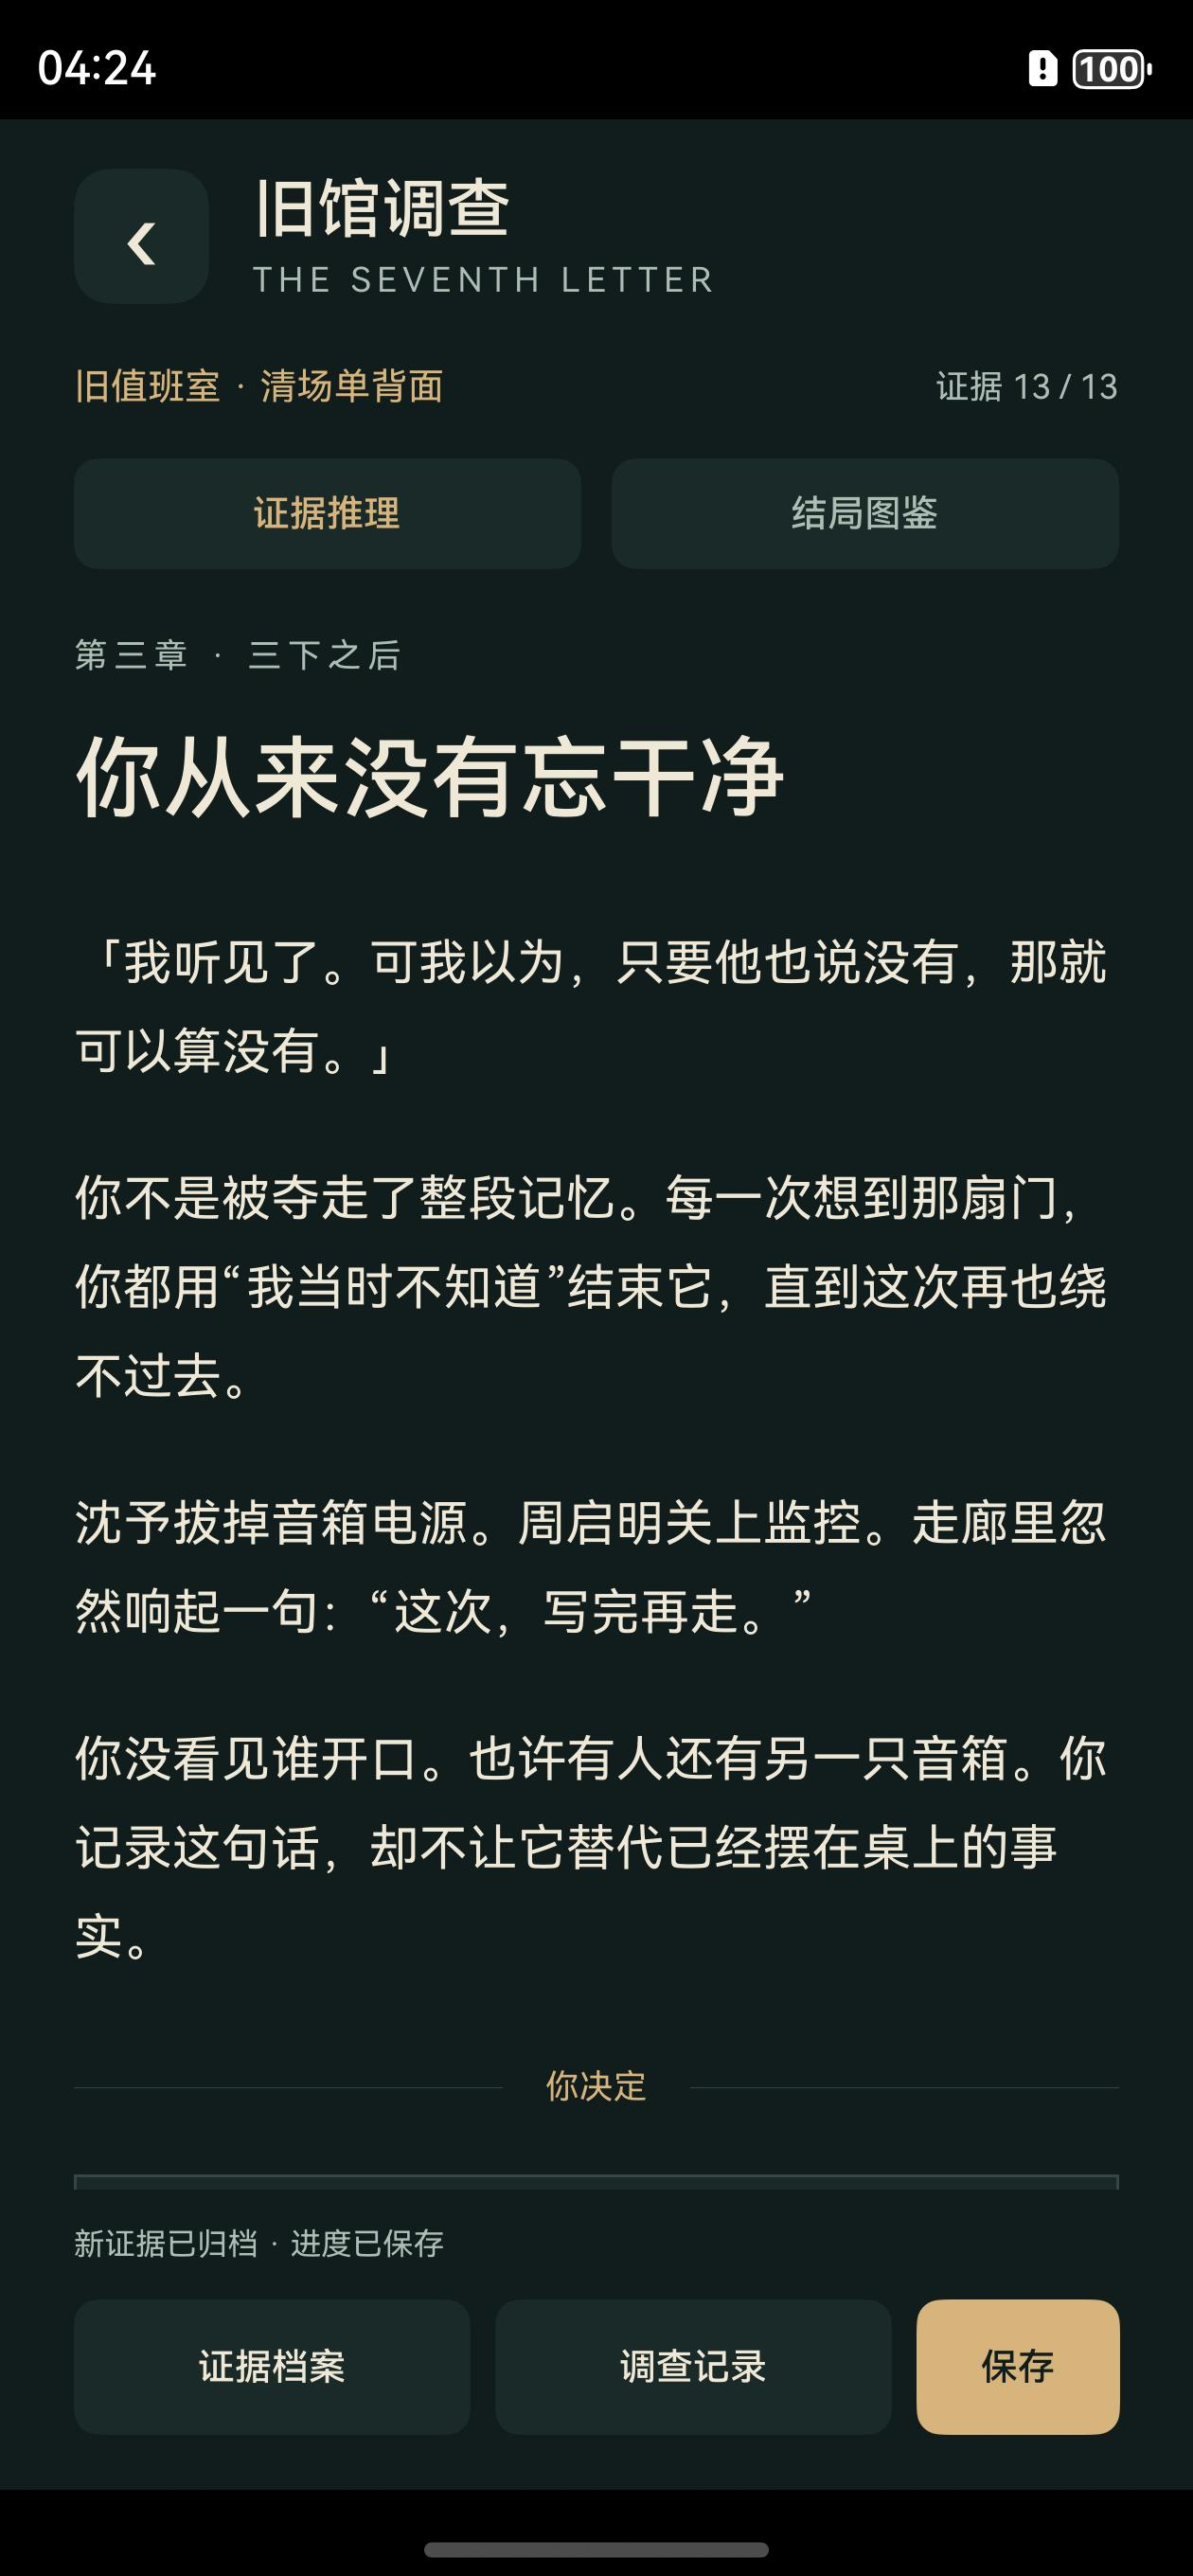 04:24
100
旧馆调查
THE SEVENTH LETTER
旧值班室 · 清场单背面
证据 13 / 13
证据推理
结局图鉴
第三章 · 三下之后
你从来没有忘干净
「我听见了。可我以为，只要他也说没有，那就
可以算没有。」
你不是被夺走了整段记忆。每一次想到那扇门，
你都用“我当时不知道”结束它，直到这次再也绕
不过去。
沈予拔掉音箱电源。周启明关上监控。走廊里忽
然响起一句：“这次，写完再走。”
你没看见谁开口。也许有人还有另一只音箱。你
记录这句话，却不让它替代已经摆在桌上的事
实。
你决定
新证据已归档 · 进度已保存
证据档案
调查记录
保存